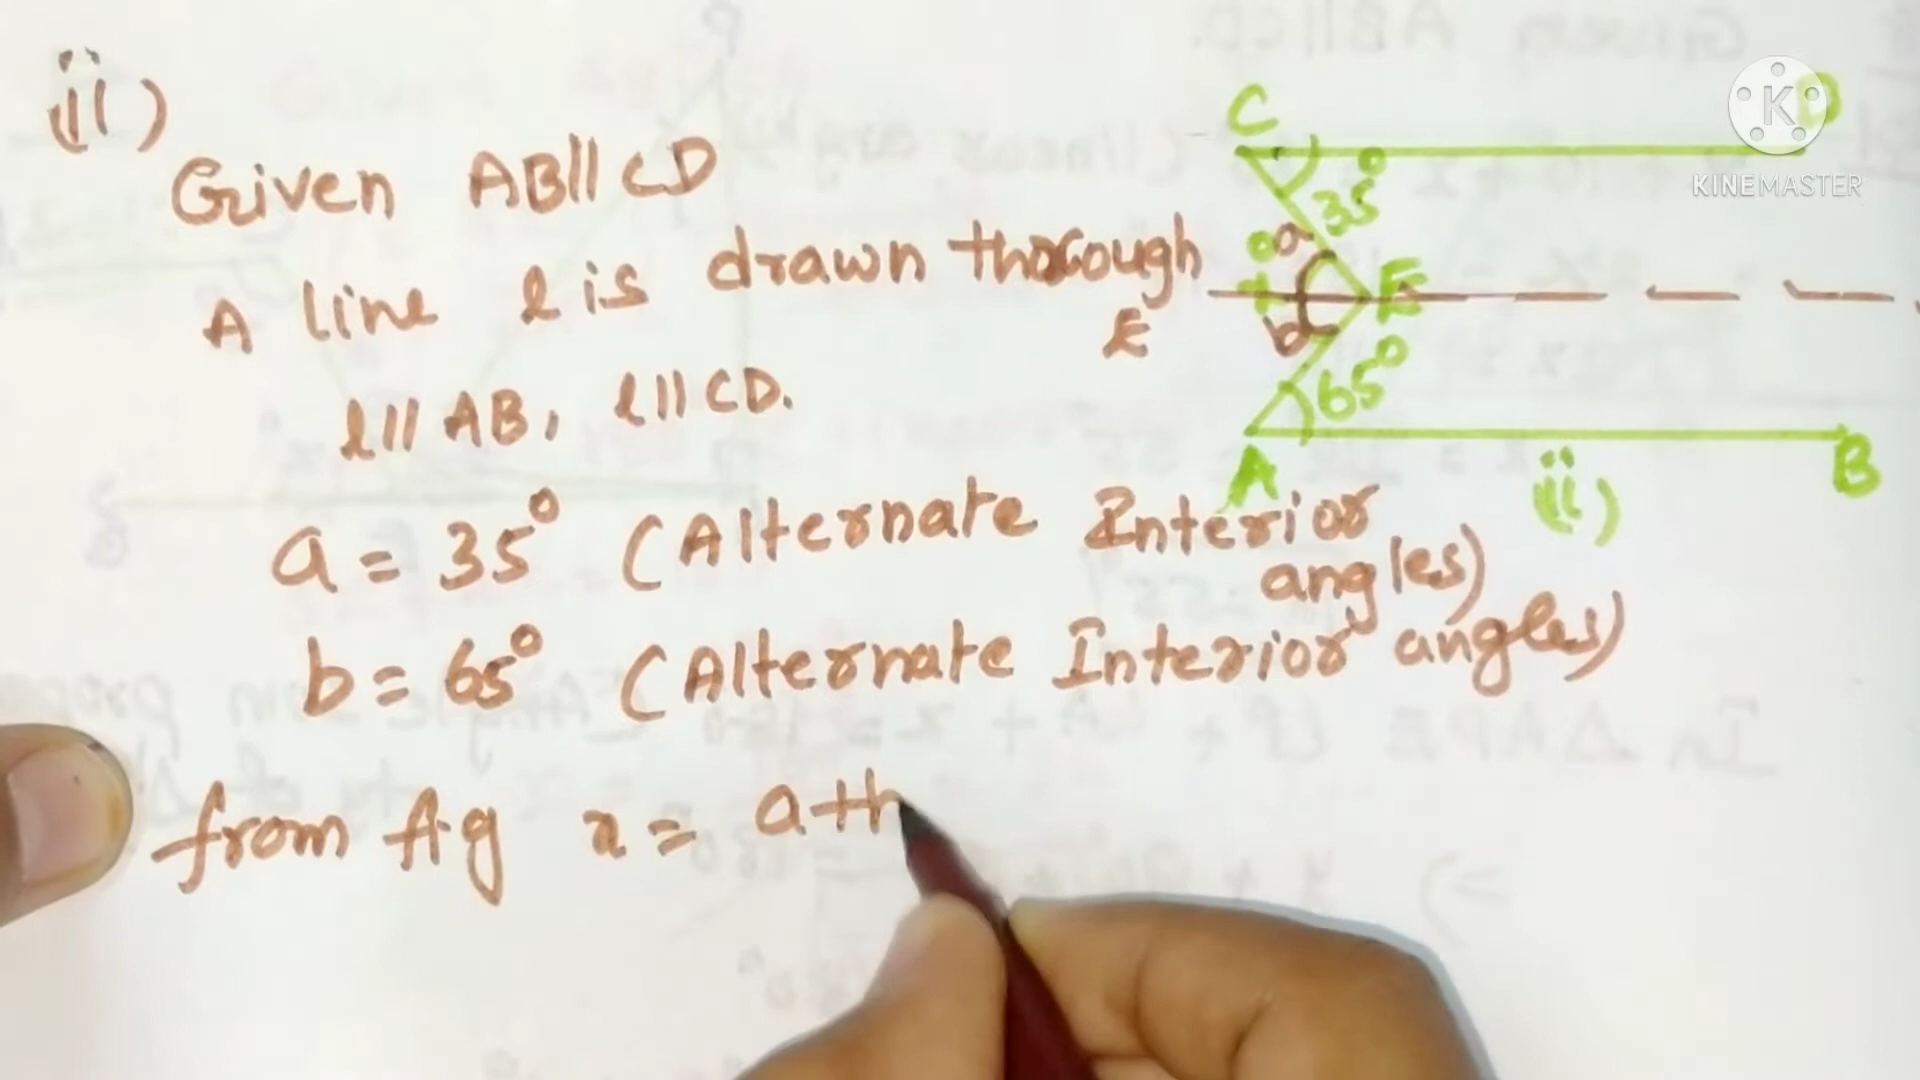 ii)
Given AB||CD
A line l is drawn thorough
E
l||AB, l||CD.
a = 35° (Alternate Interior
angles)
b = 65° (Alternate Interior angles)
from
x = a+
C
D
35°
a
x°
E
b
65°
A
B
ii)
K
KINEMASTER